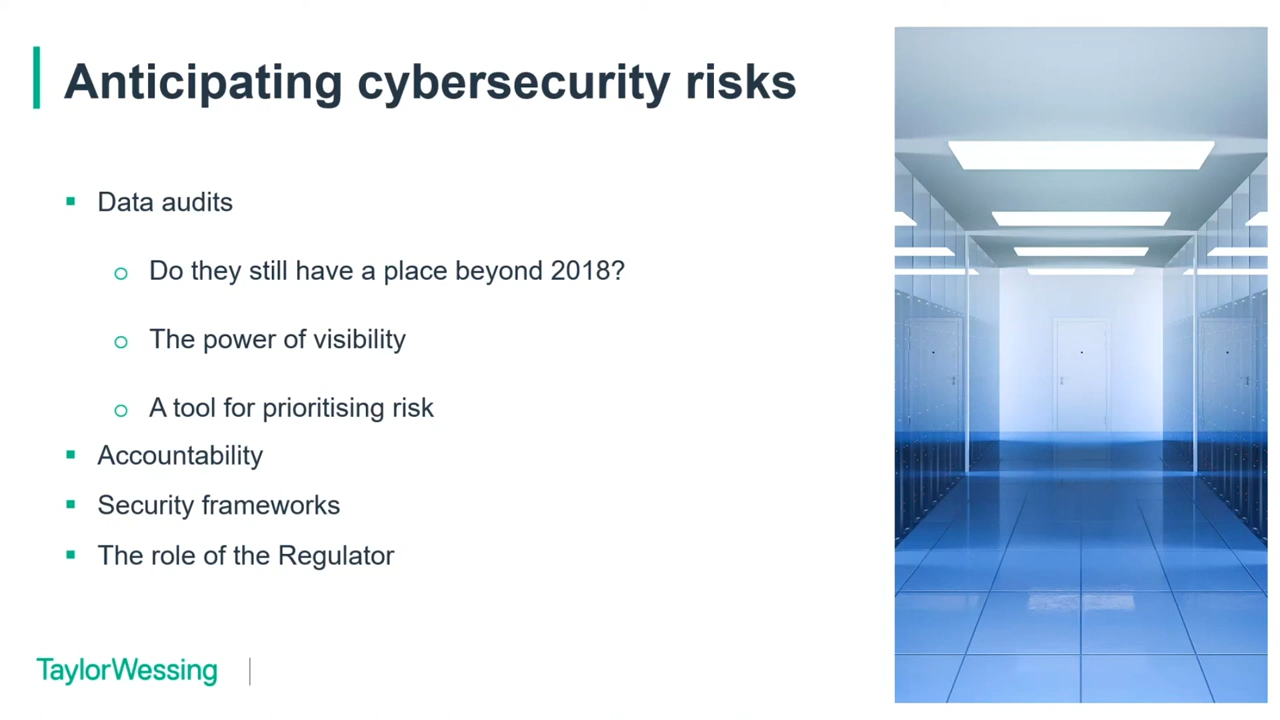 Anticipating cybersecurity risks
Data audits
Do they still have a place beyond 2018?
The power of visibility
A tool for prioritising risk
Accountability
Security frameworks
The role of the Regulator
TaylorWessing